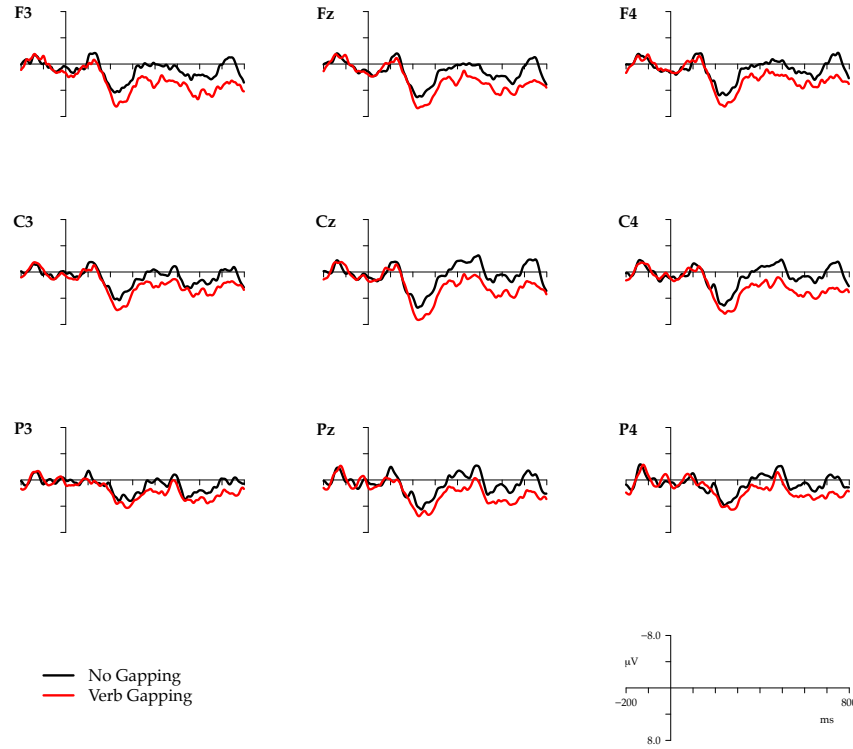 F3 Fz F4
C3 Cz C4
P3 Pz P4
−8.0
µV
−200 800
ms
8.0
No Gapping
Verb Gapping